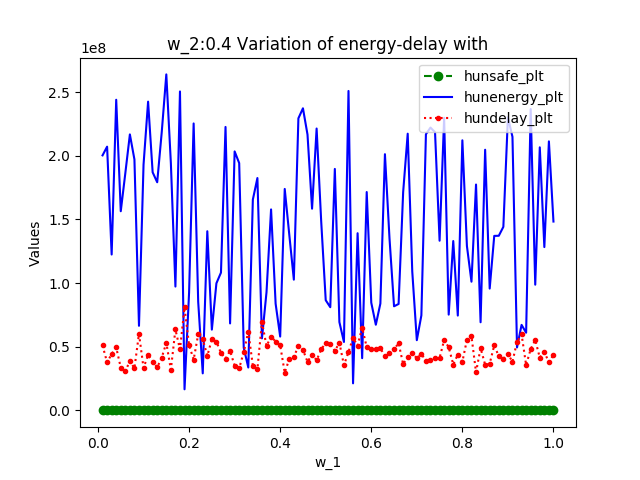 w_2:0.4 Variation of energy-delay with
1e8
hunsafe_plt
hunenergy_plt
hundelay_plt
2.5
2.0
1.5
1.0
0.5
0.0
Values
0.0 0.2 0.4 0.6 0.8 1.0
w_1